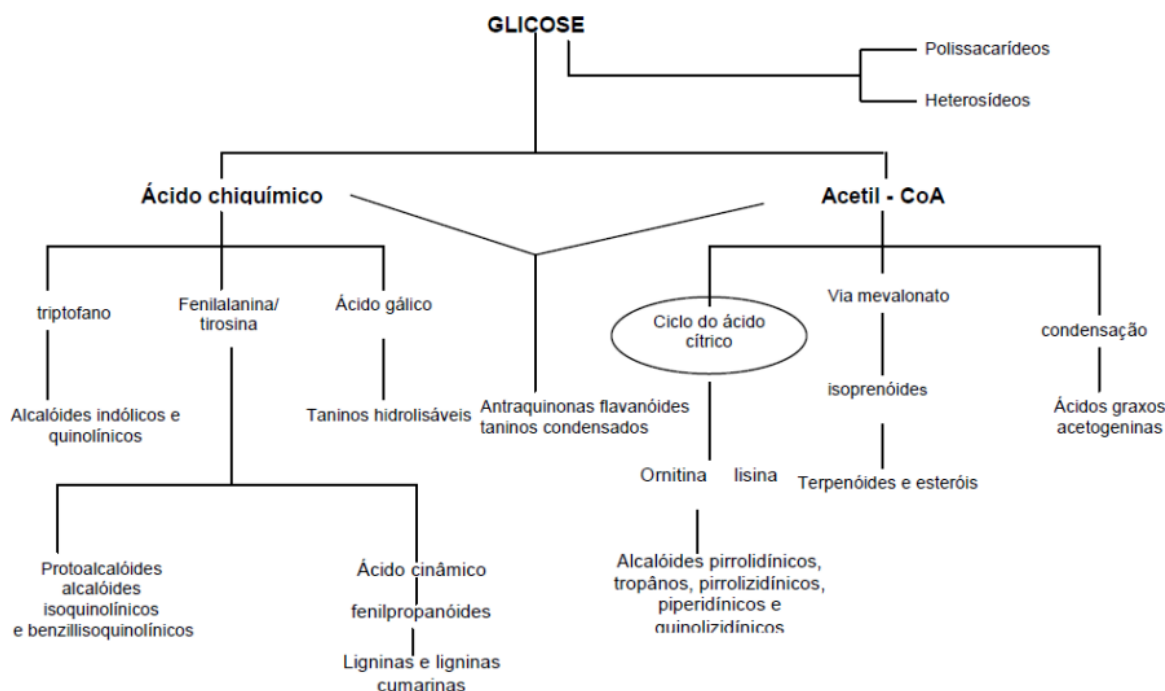 GLICOSE
Polissacarídeos
Heterosídeos
Ácido chiquímico
Acetil - CoA
triptofano
Fenilalanina/
tirosina
Ácido gálico
Ciclo do ácido
cítrico
Via mevalonato
condensação
isoprenóides
Alcalóides indólicos e
quinolínicos
Taninos hidrolisáveis
Antraquinonas flavanóides
taninos condensados
Ácidos graxos
acetogeninas
Ornitina lisina
Terpenóides e esteróis
Protoalcalóides
alcalóides
isoquinolínicos
e benzillisoquinolínicos
Ácido cinâmico
fenilpropanóides
Ligninas e ligninas
cumarinas
Alcalóides pirrolidínicos,
tropânos, pirrolizidínicos,
piperidínicos e
quinolizidínicos